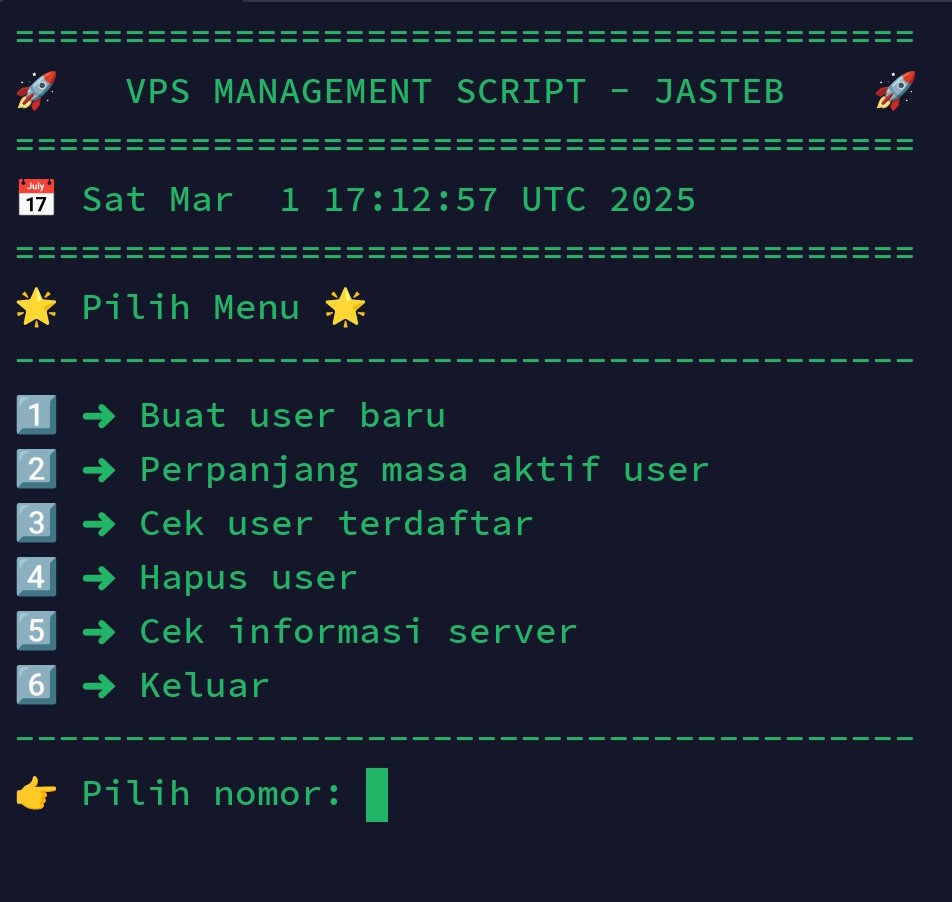 =========================================
🚀   VPS MANAGEMENT SCRIPT - JASTEB    🚀
=========================================
📅 Sat Mar  1 17:12:57 UTC 2025
=========================================
🌟 Pilih Menu 🌟
-----------------------------------------
1️⃣ ➜ Buat user baru
2️⃣ ➜ Perpanjang masa aktif user
3️⃣ ➜ Cek user terdaftar
4️⃣ ➜ Hapus user
5️⃣ ➜ Cek informasi server
6️⃣ ➜ Keluar
-----------------------------------------
👉 Pilih nomor: